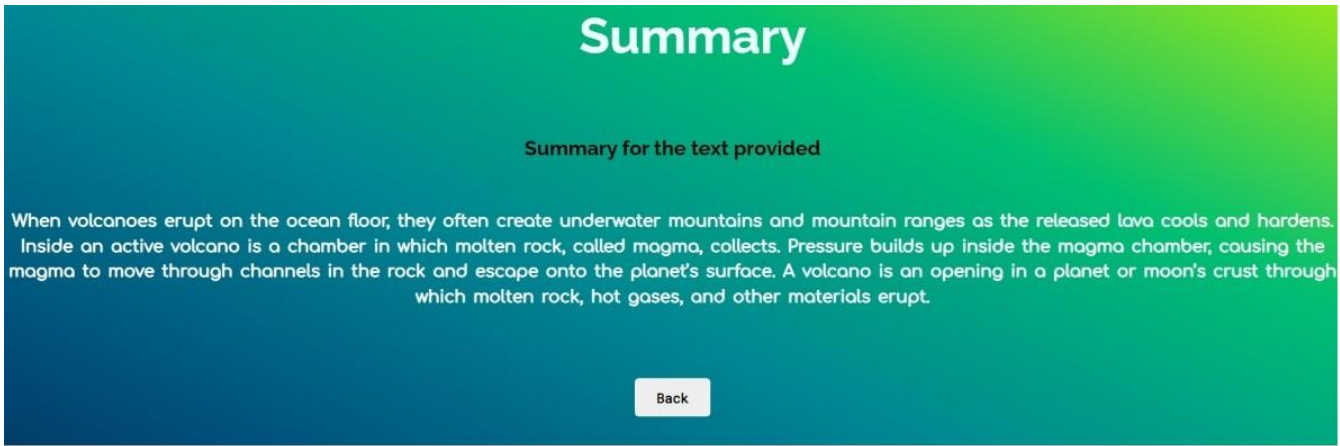 Summary
Summary for the text provided
When volcanoes erupt on the ocean floor, they often create underwater mountains and mountain ranges as the released lava cools and hardens.
Inside an active volcano is a chamber in which molten rock, called magma, collects. Pressure builds up inside the magma chamber, causing the
magma to move through channels in the rock and escape onto the planet's surface. A volcano is an opening in a planet or moon's crust through
which molten rock, hot gases, and other materials erupt.
Back